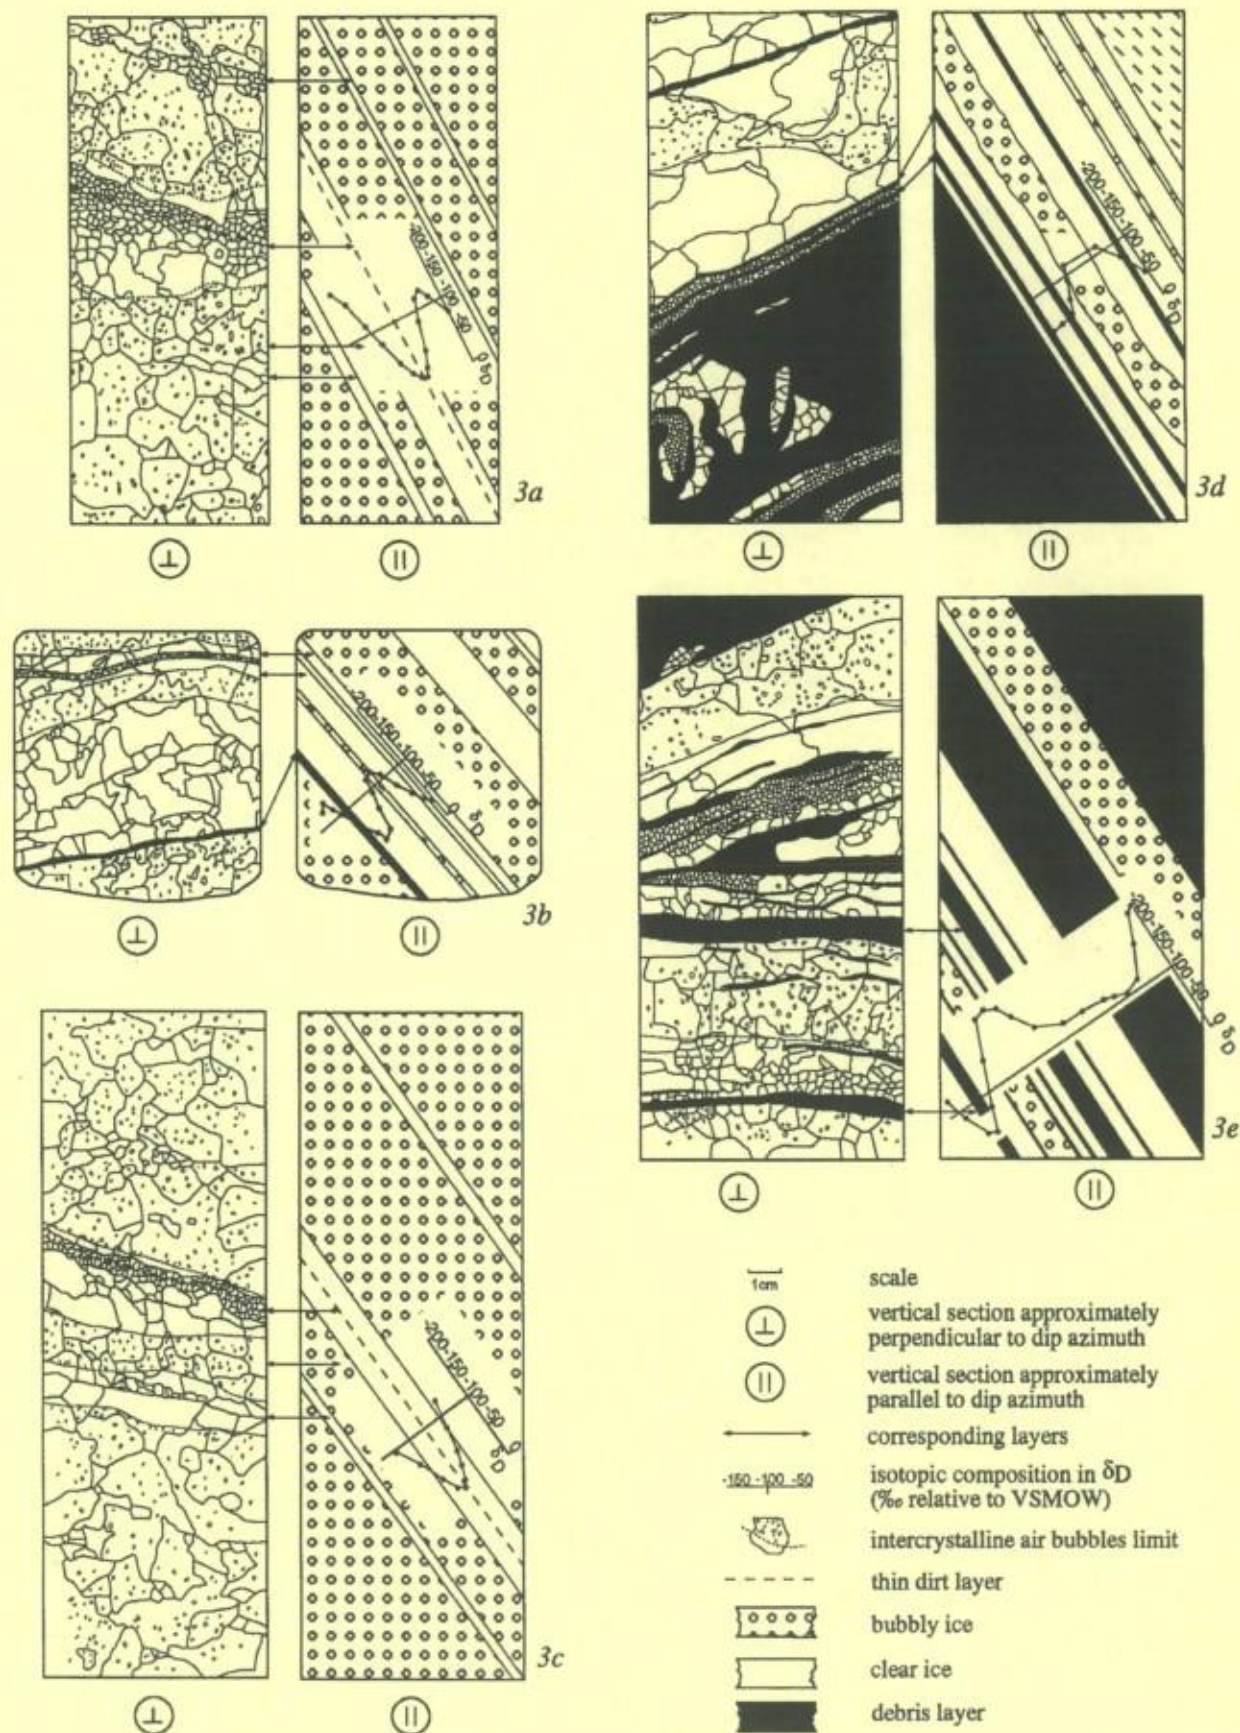 -200-150-100-50 0 δD
3a
⊥
||
-200-150-100-50 0 δD
3d
⊥
||
-200-150-100-50 0 δD
3b
⊥
||
-200-150-100-50 0 δD
3e
⊥
||
-200-150-100-50 0 δD
3c
⊥
||
1cm scale
⊥ vertical section approximately
perpendicular to dip azimuth
|| vertical section approximately
parallel to dip azimuth
corresponding layers
-150 -100 -50 isotopic composition in δD
(‰ relative to VSMOW)
intercrystalline air bubbles limit
thin dirt layer
bubbly ice
clear ice
debris layer